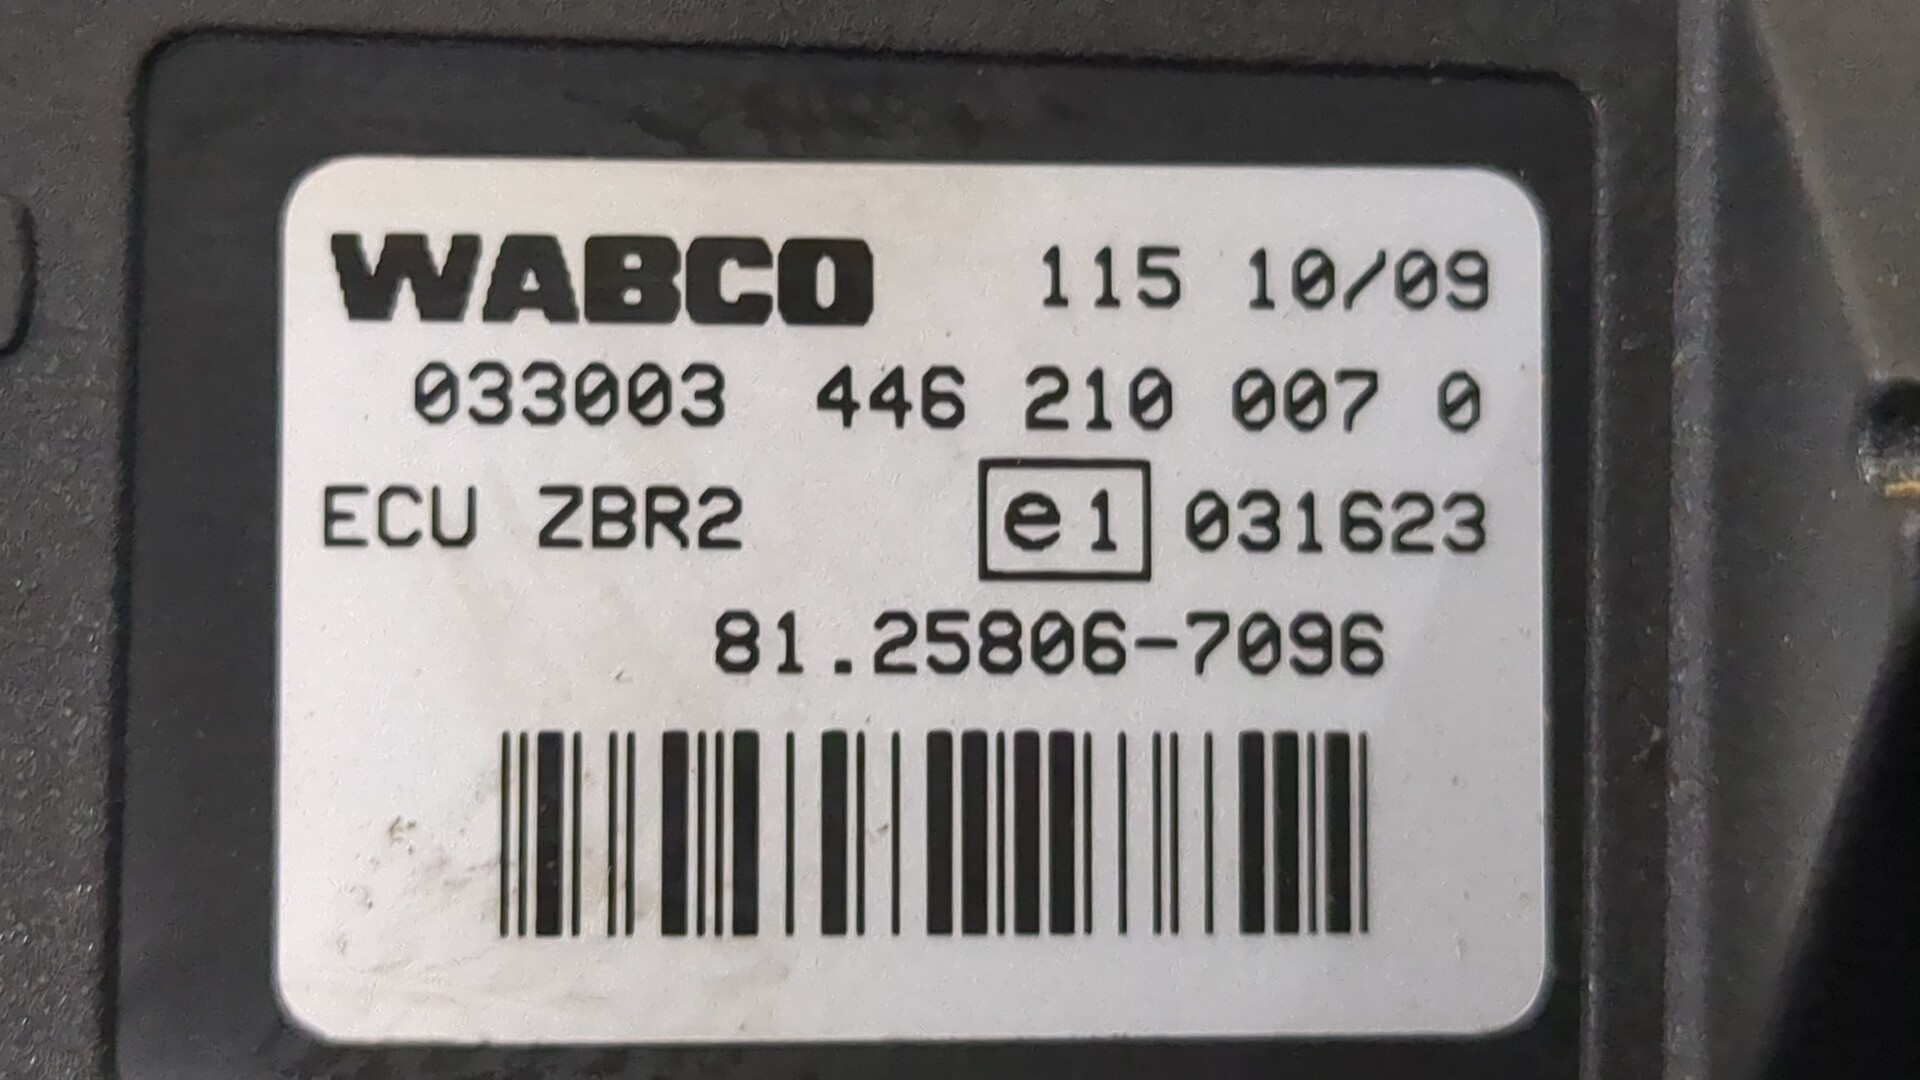 WABCO 115 10/09
033003 446 210 007 0
ECU ZBR2 e1 031623
81.25806-7096